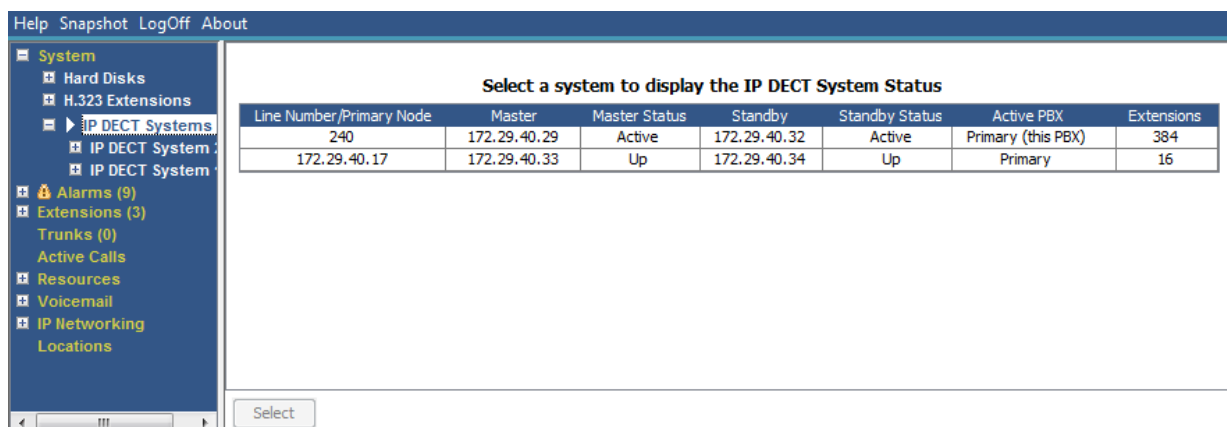 Help Snapshot LogOff About
System
Hard Disks
H.323 Extensions
IP DECT Systems
IP DECT System
IP DECT System
Alarms (9)
Extensions (3)
Trunks (0)
Active Calls
Resources
Voicemail
IP Networking
Locations
Select a system to display the IP DECT System Status
Line Number/Primary Node Master Master Status Standby Standby Status Active PBX Extensions
240 172.29.40.29 Active 172.29.40.32 Active Primary (this PBX) 384
172.29.40.17 172.29.40.33 Up 172.29.40.34 Up Primary 16
Select